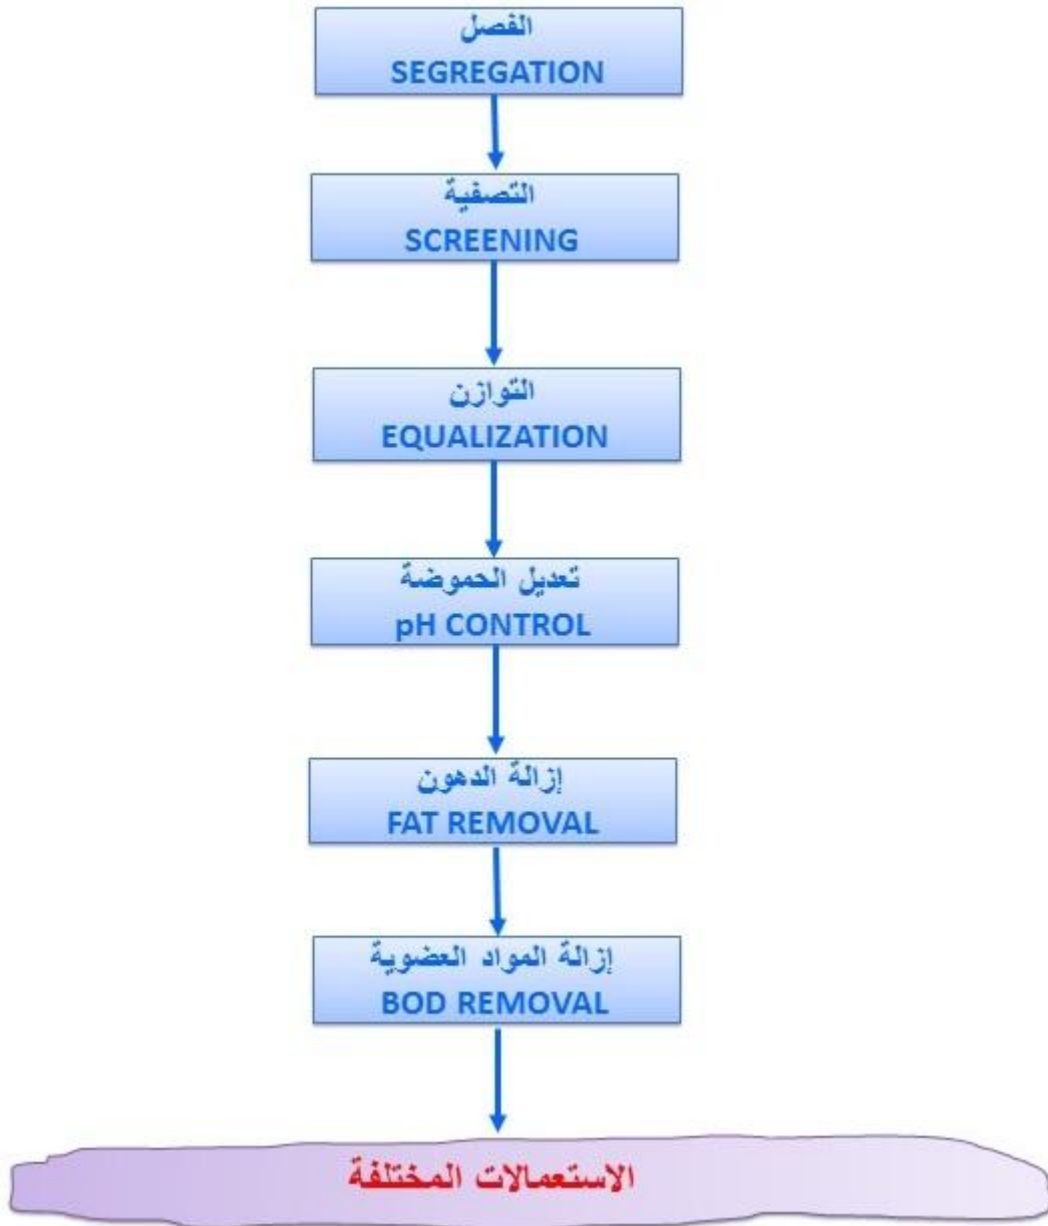 الفصل
SEGREGATION
التصفية
SCREENING
التوازن
EQUALIZATION
تعديل الحموضة
pH CONTROL
إزالة الدهون
FAT REMOVAL
إزالة المواد العضوية
BOD REMOVAL
الاستعمالات المختلفة